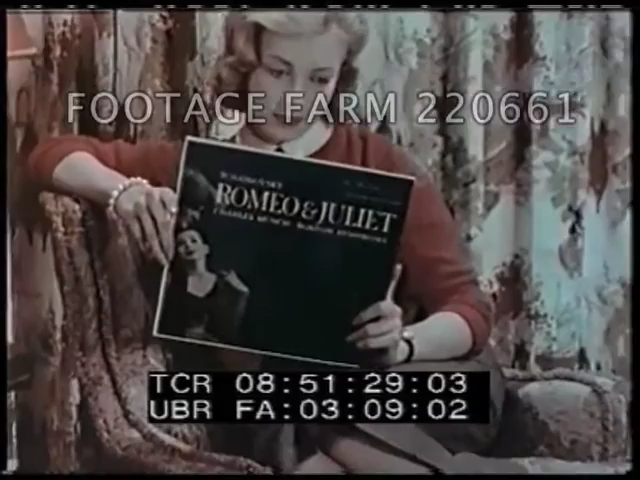 FOOTAGE FARM 220661
TCHAIKOVSKY
ROMEO & JULIET
CHARLES MUNCH • BOSTON SYMPHONY
TCR 08:51:29:03
UBR FA:03:09:02